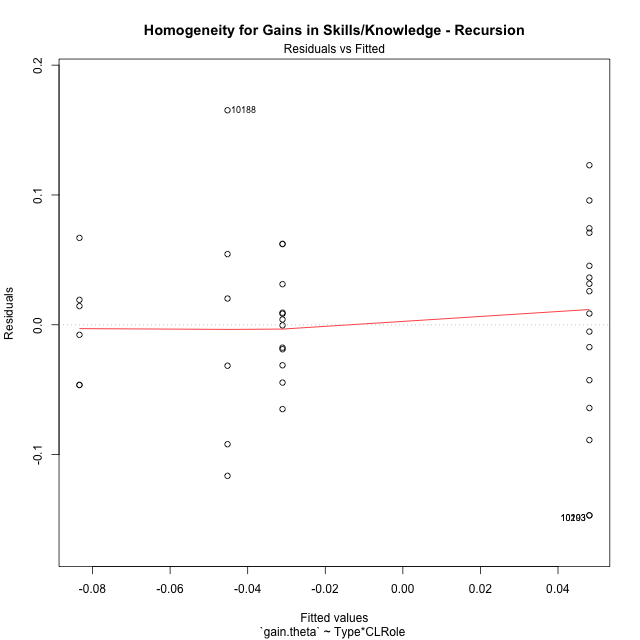 Homogeneity for Gains in Skills/Knowledge - Recursion
Residuals vs Fitted
0.2
0.1
0.0
-0.1
Residuals
10188
-0.08
-0.06
-0.04
-0.02
0.00
0.02
0.04
Fitted values
`gain.theta` ~ Type*CLRole